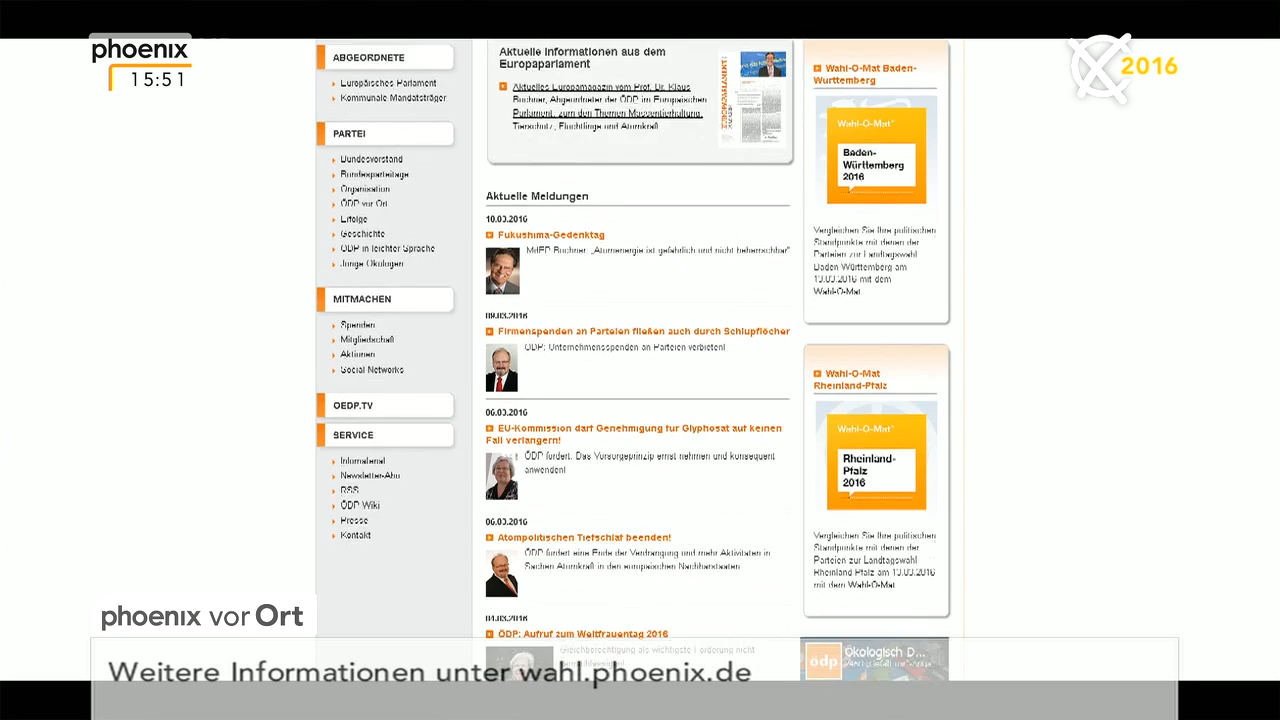 phoenix
15:51
2016
ABGEORDNETE
Europäisches Parlament
Kommunale Mandatsträger
PARTEI
Bundesvorstand
Bundesparteitage
Organisation
ÖDP vor Ort
Erfolge
Geschichte
ÖDP in leichter Sprache
Junge Ökologen
MITMACHEN
Spenden
Mitgliedschaft
Aktionen
Social Networks
OEDP.TV
SERVICE
Infomaterial
Newsletter-Abo
RSS
ÖDP Wiki
Presse
Kontakt
Aktuelle Informationen aus dem
Europaparlament
Aktuelles Europamagazin vom Prof. Dr. Klaus
Buchner, Abgeordneter der ÖDP im Europäischen
Parlament, zum den Themen Massentierhaltung,
Tierschutz, Flüchtlinge und Atomkraft
Aktuelle Meldungen
10.03.2016
Fukushima-Gedenktag
MdEP Buchner: „Atomenergie ist gefährlich und nicht beherrschbar"
09.03.2016
Firmenspenden an Parteien fließen auch durch Schlupflöcher
ÖDP: Unternehmensspenden an Parteien verbieten!
06.03.2016
EU-Kommission darf Genehmigung für Glyphosat auf keinen
Fall verlängern!
ÖDP fordert: Das Vorsorgeprinzip ernst nehmen und konsequent
anwenden!
06.03.2016
Atompolitischen Tiefschlaf beenden!
ÖDP fordert eine Ende der Verdrängung und mehr Aktivitäten in
Sachen Atomkraft in den europäischen Nachbarstaaten
04.03.2016
ÖDP: Aufruf zum Weltfrauentag 2016
Gleichberechtigung als wichtigste Forderung nicht
Wahl-O-Mat Baden-
Württemberg
Wahl-O-Mat
Baden-
Württemberg
2016
Vergleichen Sie Ihre politischen
Standpunkte mit denen der
Parteien zur Landtagswahl
Baden Württemberg am
13.03.2016 mit dem
Wahl-O-Mat.
Wahl-O-Mat
Rheinland-Pfalz
Wahl-O-Mat
Rheinland-
Pfalz
2016
Vergleichen Sie Ihre politischen
Standpunkte mit denen der
Parteien zur Landtagswahl
Rheinland Pfalz am 13.03.2016
mit dem Wahl-O-Mat.
ödp
Ökologisch D...
phoenix vor Ort
Weitere Informationen unter wahl.phoenix.de